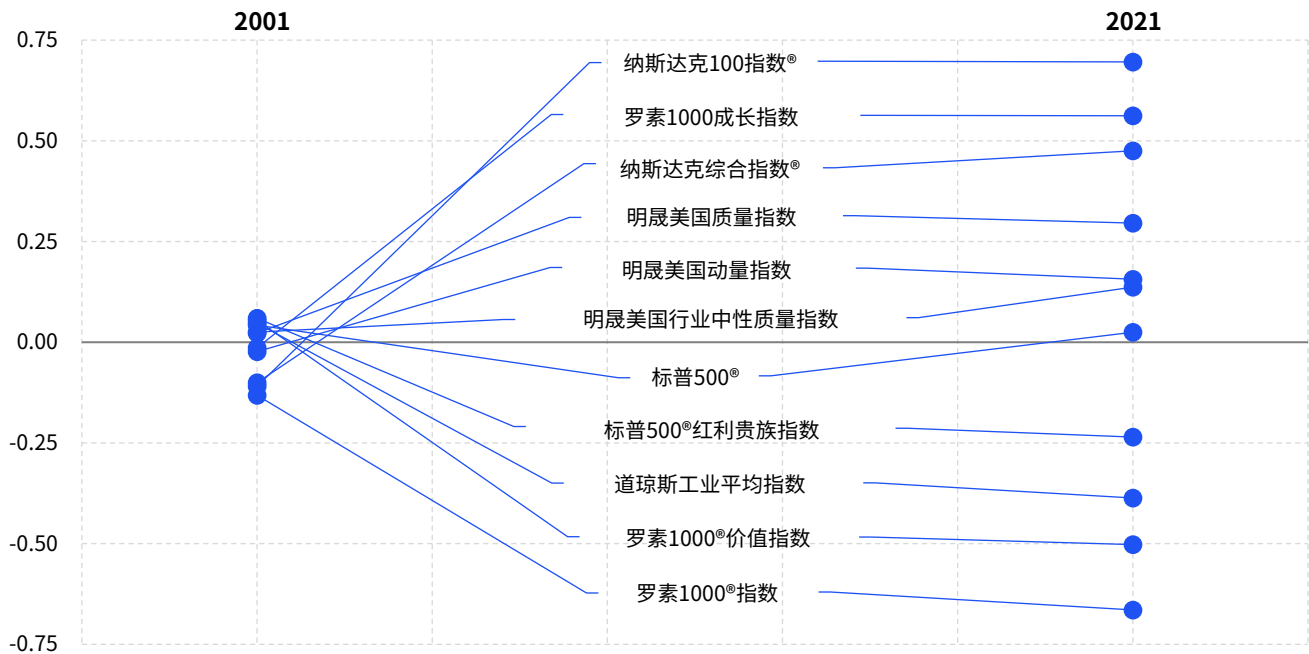 2001
2021
0.75
0.50
0.25
0.00
-0.25
-0.50
-0.75
纳斯达克100指数®
罗素1000成长指数
纳斯达克综合指数®
明晟美国质量指数
明晟美国动量指数
明晟美国行业中性质量指数
标普500®
标普500®红利贵族指数
道琼斯工业平均指数
罗素1000®价值指数
罗素1000®指数